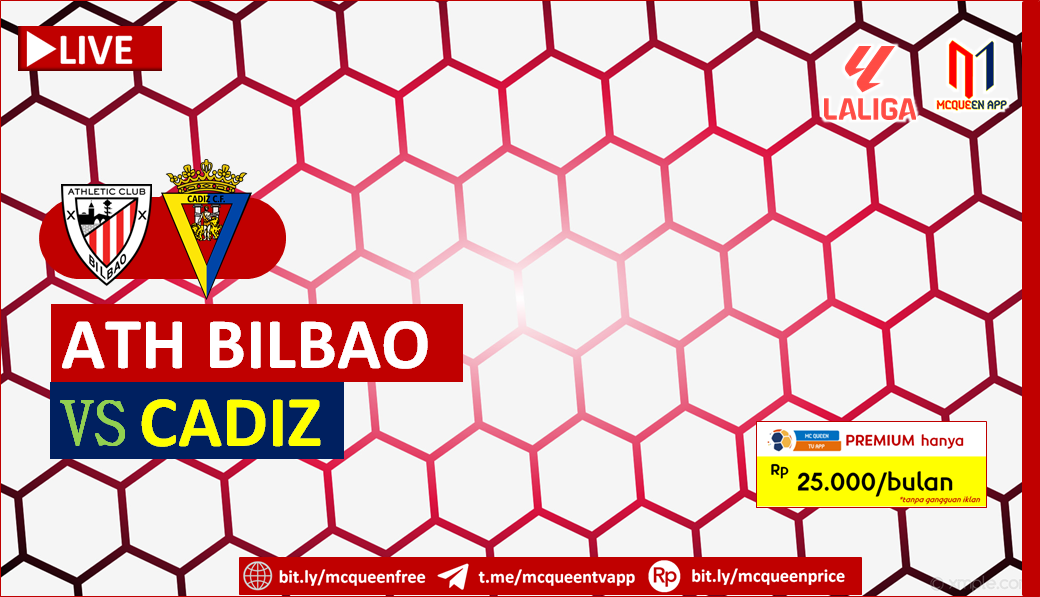 LIVE
LALIGA
MCQUEEN APP
ATHLETIC CLUB
BILBAO
CADIZ C.F.
ATH BILBAO
VS CADIZ
MC QUEEN
TV APP
PREMIUM hanya
Rp 25.000/bulan
*tanpa gangguan iklan
bit.ly/mcqueenfree
t.me/mcqueentvapp
Rp bit.ly/mcqueenprice